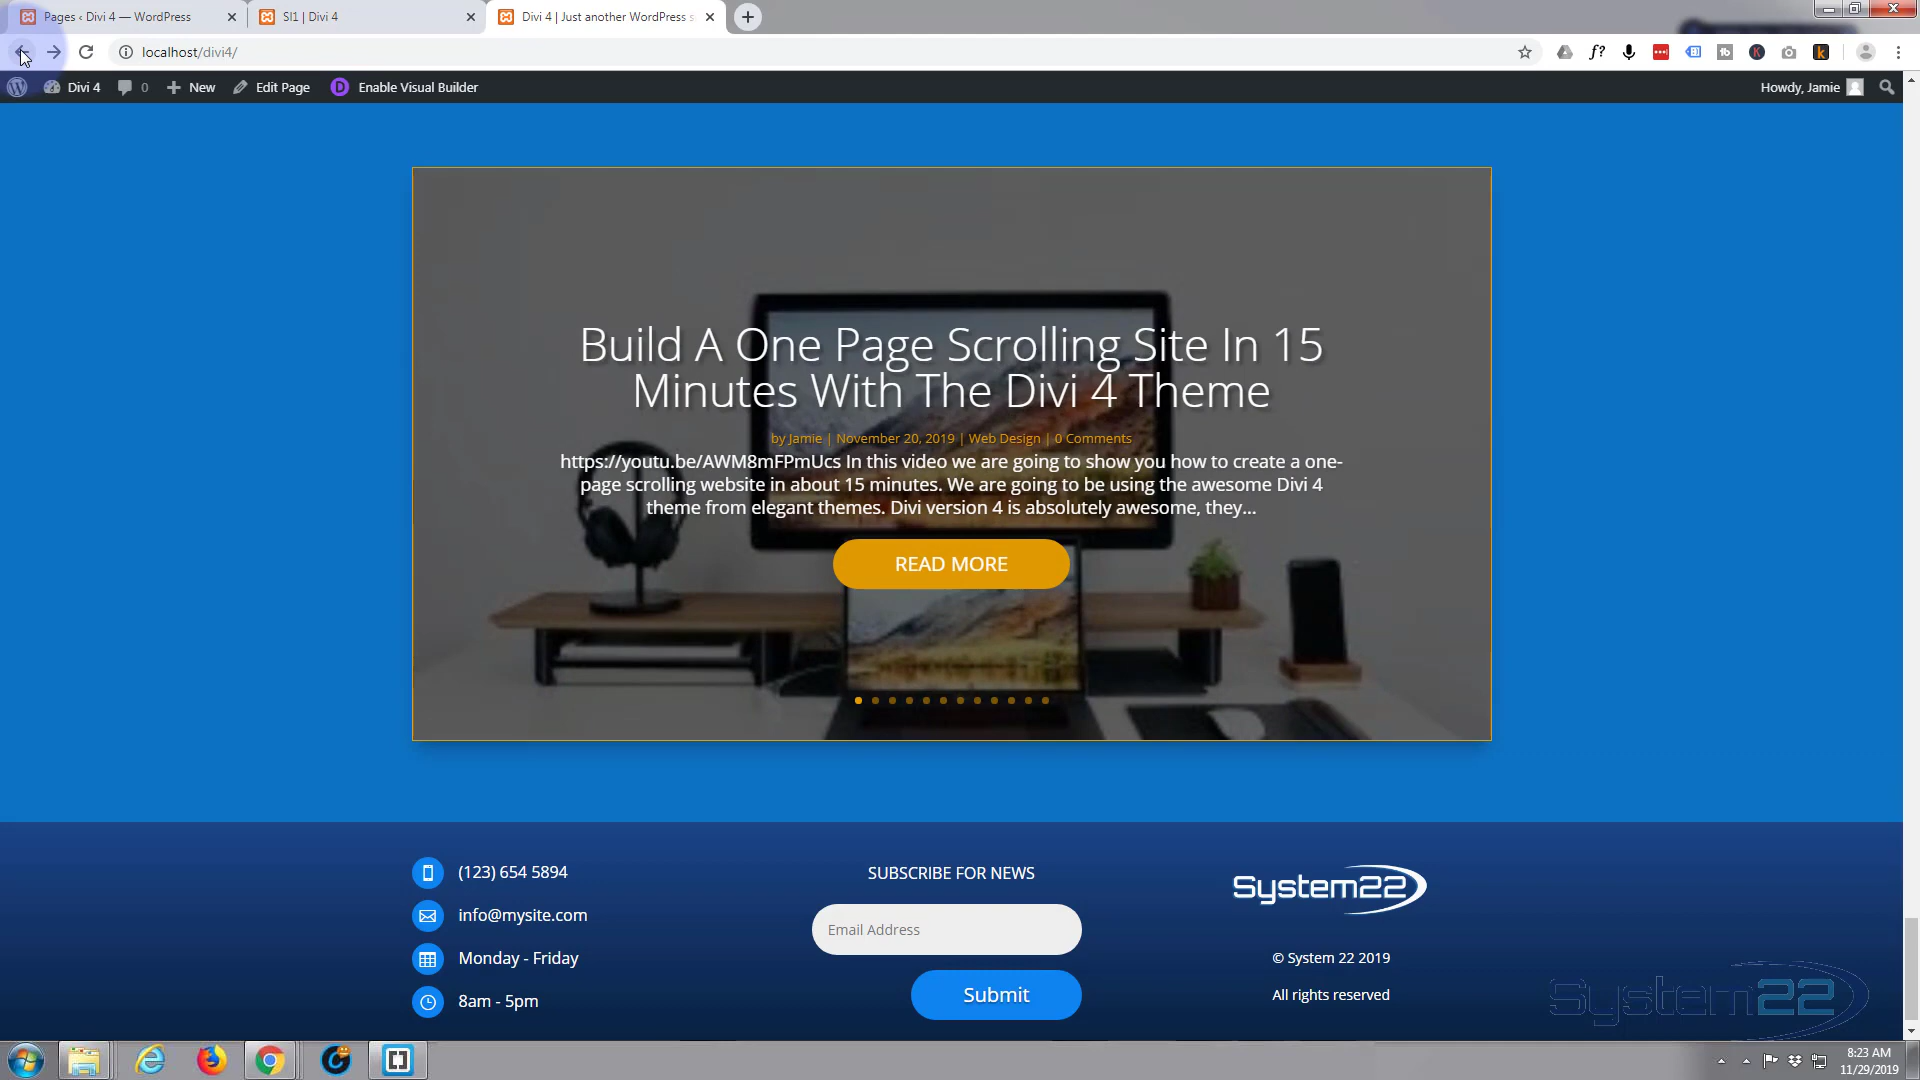 Pages ‹ Divi 4 — WordPress
Sl1 | Divi 4
Divi 4 | Just another WordPress s
localhost/divi4/
Divi 4
0
New
Edit Page
Enable Visual Builder
Howdy, Jamie
Build A One Page Scrolling Site In 15
Minutes With The Divi 4 Theme
by Jamie | November 20, 2019 | Web Design | 0 Comments
https://youtu.be/AWM8mFPmUcs In this video we are going to show you how to create a one-
page scrolling website in about 15 minutes. We are going to be using the awesome Divi 4
theme from elegant themes. Divi version 4 is absolutely awesome, they...
READ MORE
(123) 654 5894
info@mysite.com
Monday - Friday
8am - 5pm
SUBSCRIBE FOR NEWS
Email Address
Submit
System22
© System 22 2019
All rights reserved
System22
8:23 AM
11/29/2019